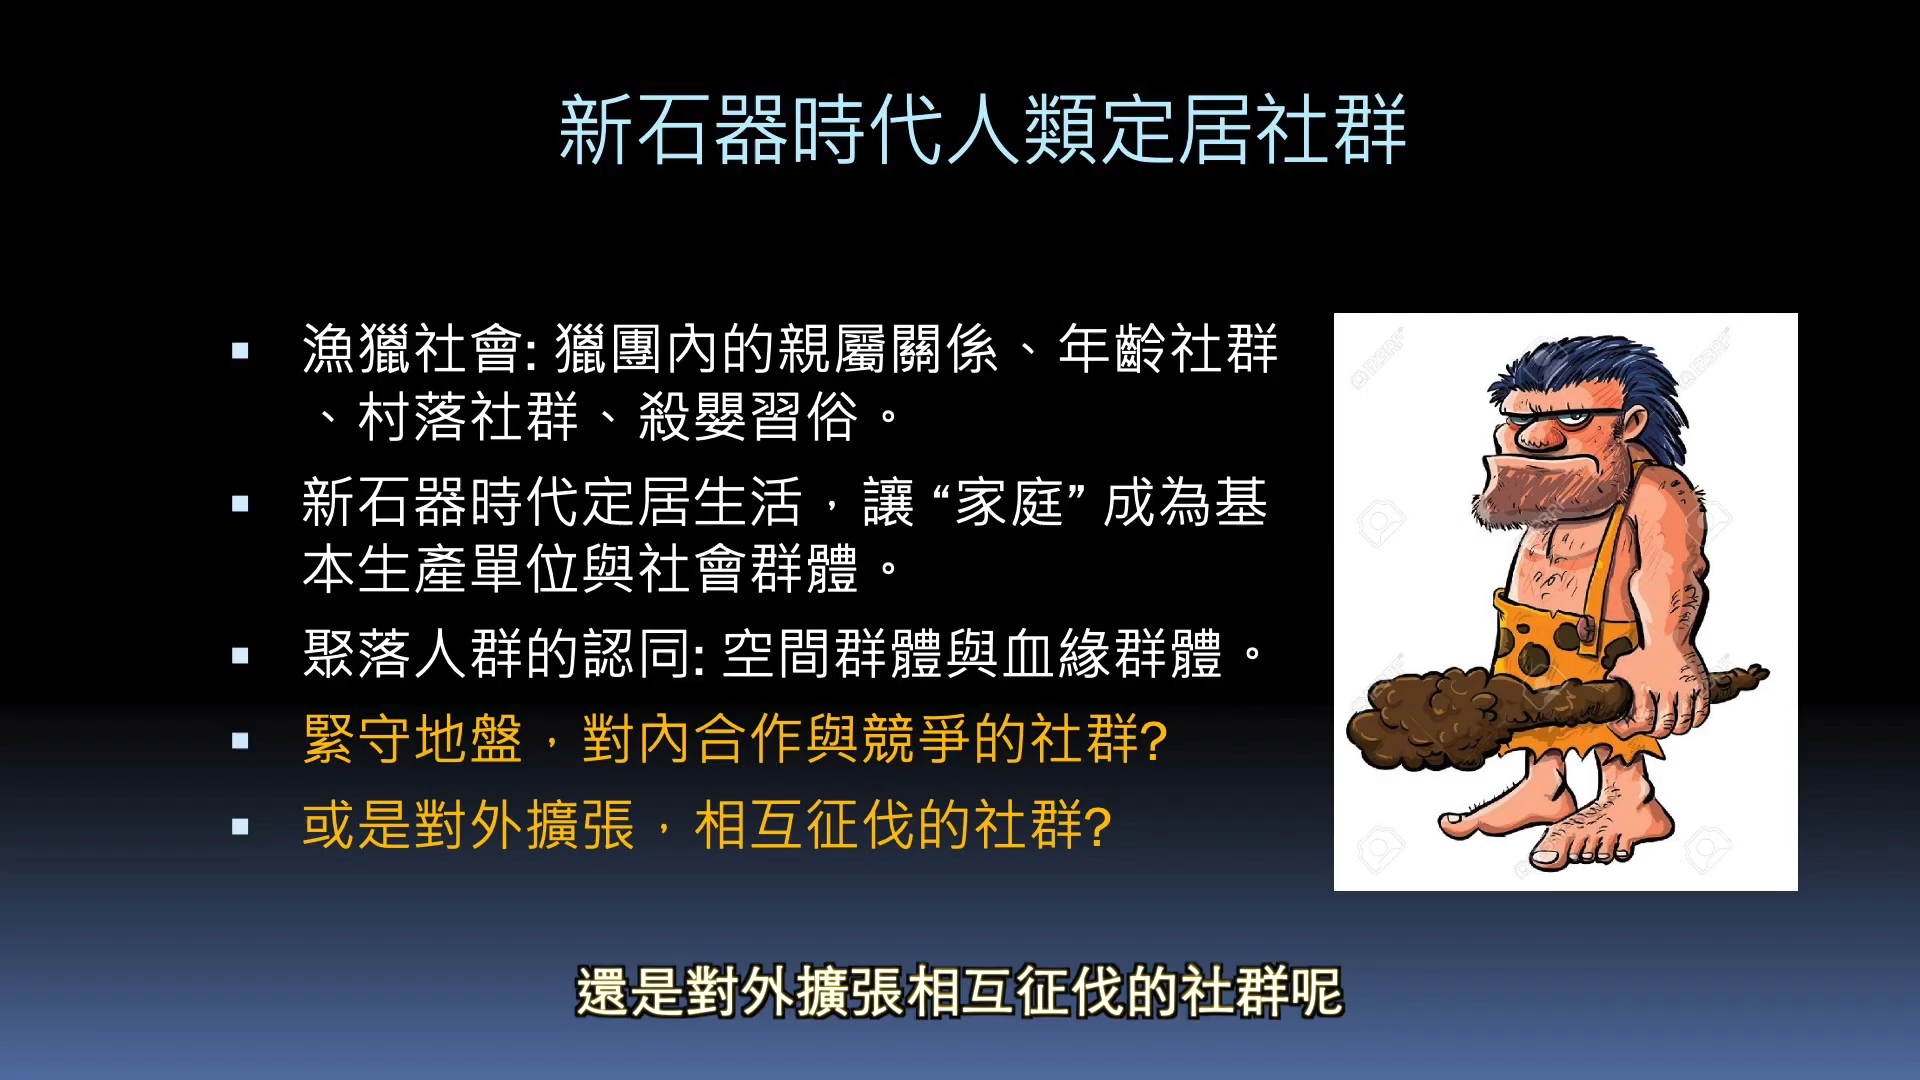 新石器時代人類定居社群
▪ 漁獵社會: 獵團內的親屬關係、年齡社群
、村落社群、殺嬰習俗。
▪ 新石器時代定居生活，讓 “家庭” 成為基
本生產單位與社會群體。
▪ 聚落人群的認同: 空間群體與血緣群體。
▪ 緊守地盤，對內合作與競爭的社群?
▪ 或是對外擴張，相互征伐的社群?
還是對外擴張相互征伐的社群呢